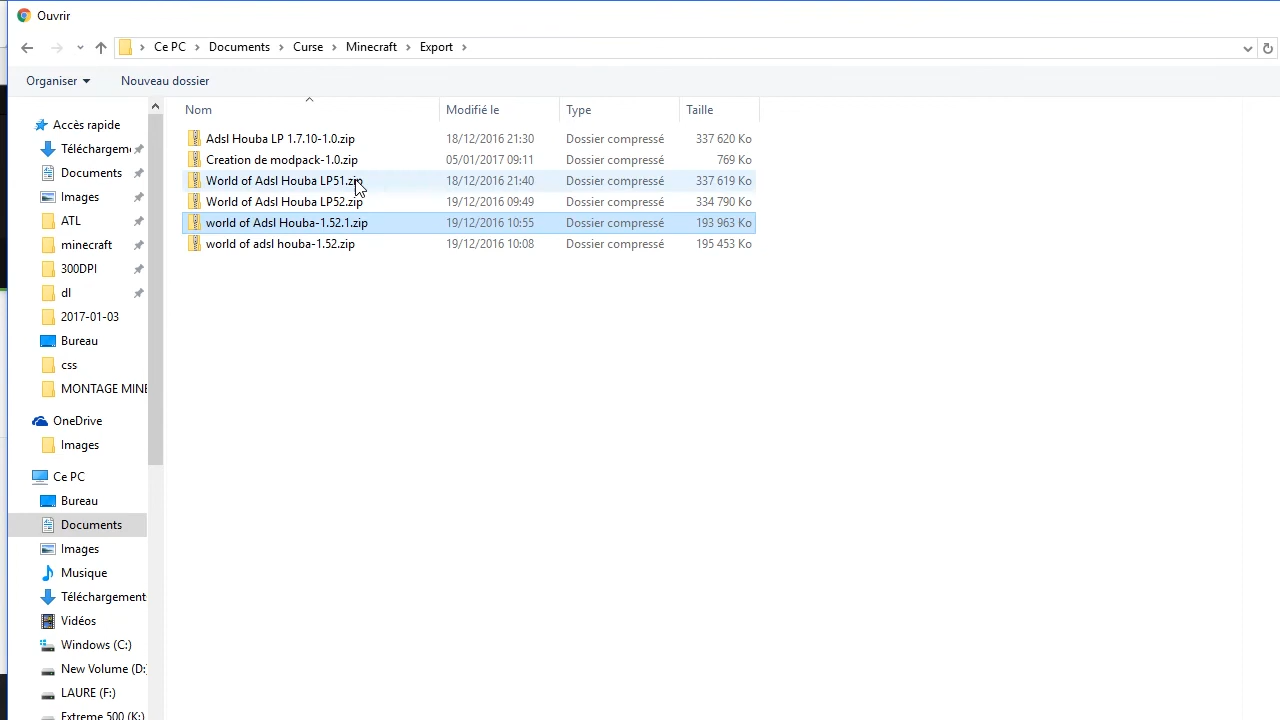 Ouvrir
Ce PC > Documents > Curse > Minecraft > Export >
Organiser Nouveau dossier
Nom Modifié le Type Taille
Adsl Houba LP 1.7.10-1.0.zip 18/12/2016 21:30 Dossier compressé 337 620 Ko
Creation de modpack-1.0.zip 05/01/2017 09:11 Dossier compressé 769 Ko
World of Adsl Houba LP51.zip 18/12/2016 21:40 Dossier compressé 337 619 Ko
World of Adsl Houba LP52.zip 19/12/2016 09:49 Dossier compressé 334 790 Ko
world of Adsl Houba-1.52.1.zip 19/12/2016 10:55 Dossier compressé 193 963 Ko
world of adsl houba-1.52.zip 19/12/2016 10:08 Dossier compressé 195 453 Ko
Accès rapide
Téléchargem
Documents
Images
ATL
minecraft
300DPI
dl
2017-01-03
Bureau
css
MONTAGE MINE
OneDrive
Images
Ce PC
Bureau
Documents
Images
Musique
Téléchargement
Vidéos
Windows (C:)
New Volume (D:
LAURE (F:)
Extreme 500 (K:)